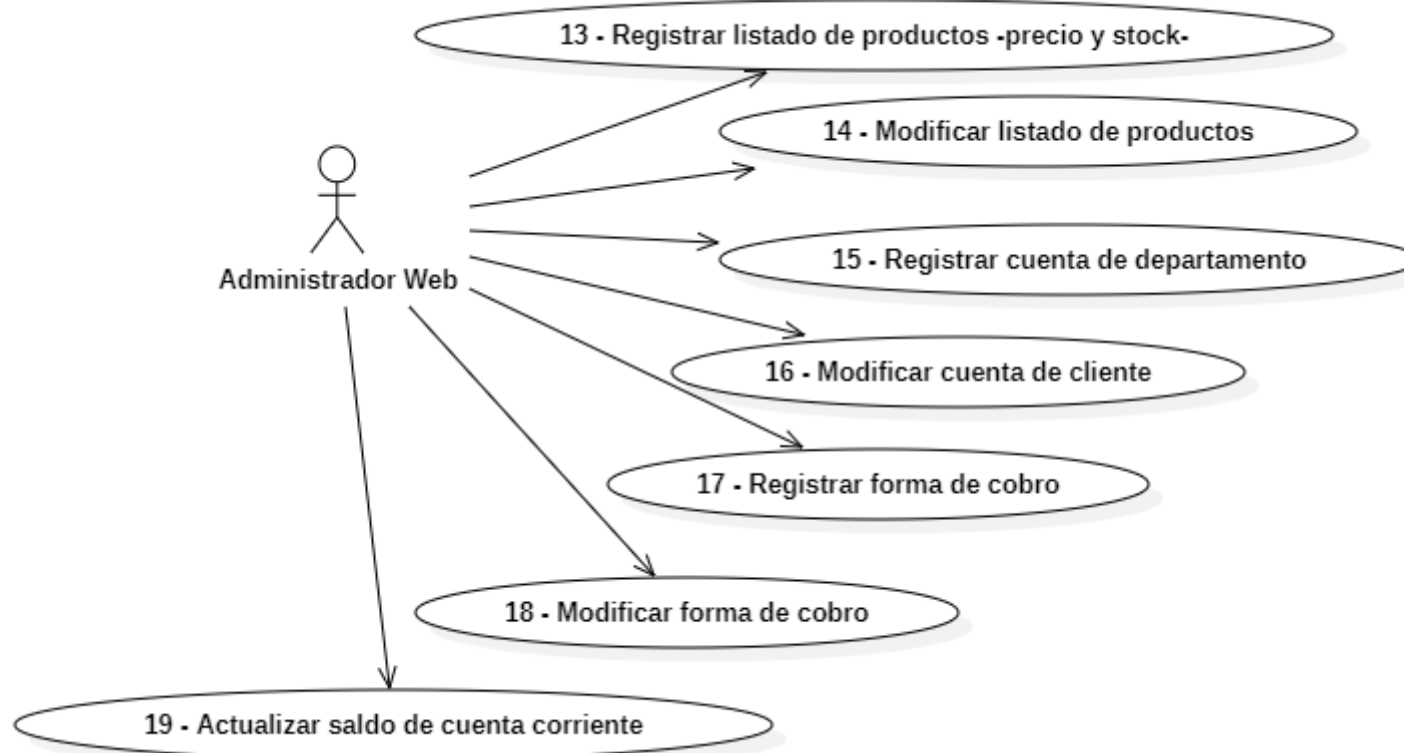 13 - Registrar listado de productos -precio y stock-
14 - Modificar listado de productos
Administrador Web
15 - Registrar cuenta de departamento
16 - Modificar cuenta de cliente
17 - Registrar forma de cobro
18 - Modificar forma de cobro
19 - Actualizar saldo de cuenta corriente